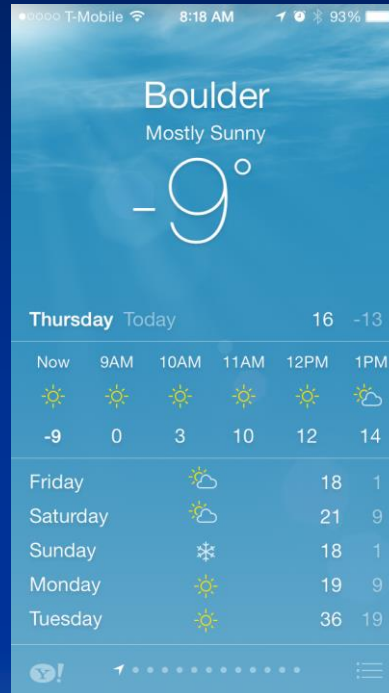 T-Mobile 8:18 AM 93%
Boulder
Mostly Sunny
-9°
Thursday Today 16 -13
Now 9AM 10AM 11AM 12PM 1PM
-9 0 3 10 12 14
Friday 18 1
Saturday 21 9
Sunday 18 1
Monday 19 9
Tuesday 36 19
Y!